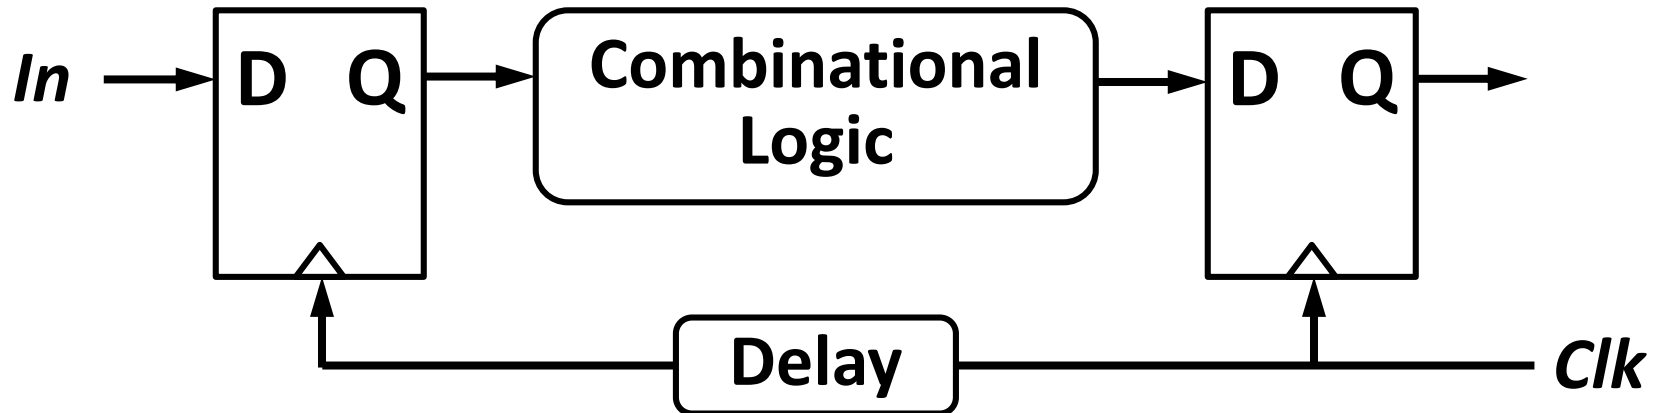 In
D Q
Combinational
Logic
D Q
Delay
Clk